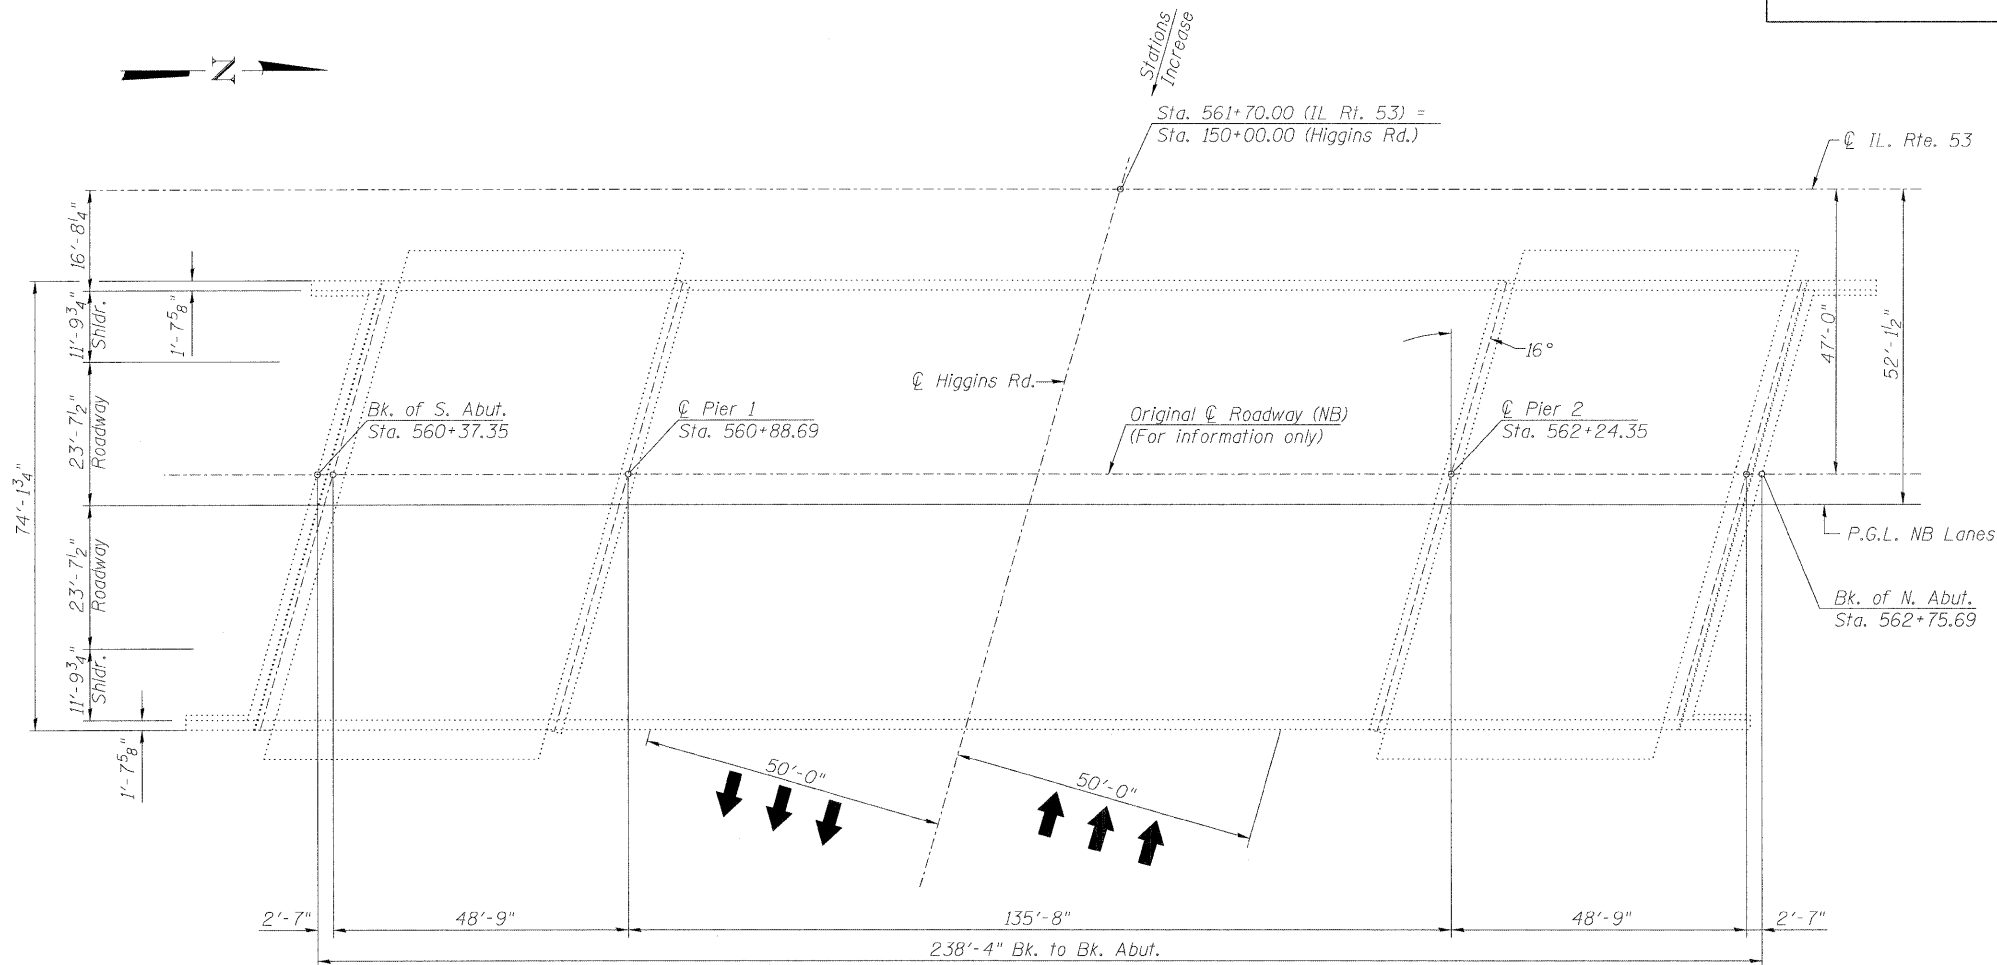 N
Stations
Increase
Sta. 561+70.00 (IL Rt. 53) =
Sta. 150+00.00 (Higgins Rd.)
℄ IL. Rte. 53
16'-8¼"
1'-7⅝"
11'-9¾"
Shldr.
23'-7½"
Roadway
74'-1¾"
23'-7½"
Roadway
11'-9¾"
Shldr.
1'-7⅝"
47'-0"
52'-1½"
16°
℄ Higgins Rd.
Bk. of S. Abut.
Sta. 560+37.35
℄ Pier 1
Sta. 560+88.69
Original ℄ Roadway (NB)
(For information only)
℄ Pier 2
Sta. 562+24.35
P.G.L. NB Lanes
Bk. of N. Abut.
Sta. 562+75.69
50'-0"
50'-0"
2'-7"
48'-9"
135'-8"
48'-9"
2'-7"
238'-4" Bk. to Bk. Abut.